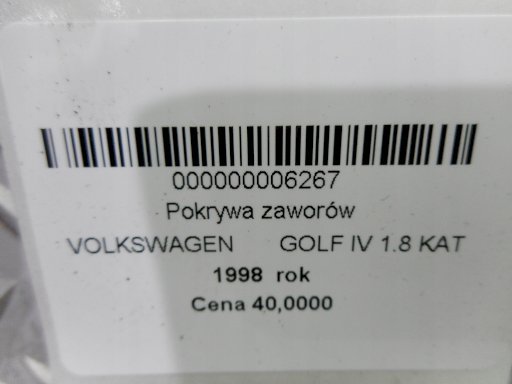 000000006267
Pokrywa zaworów
VOLKSWAGEN GOLF IV 1.8 KAT
1998 rok
Cena 40,0000